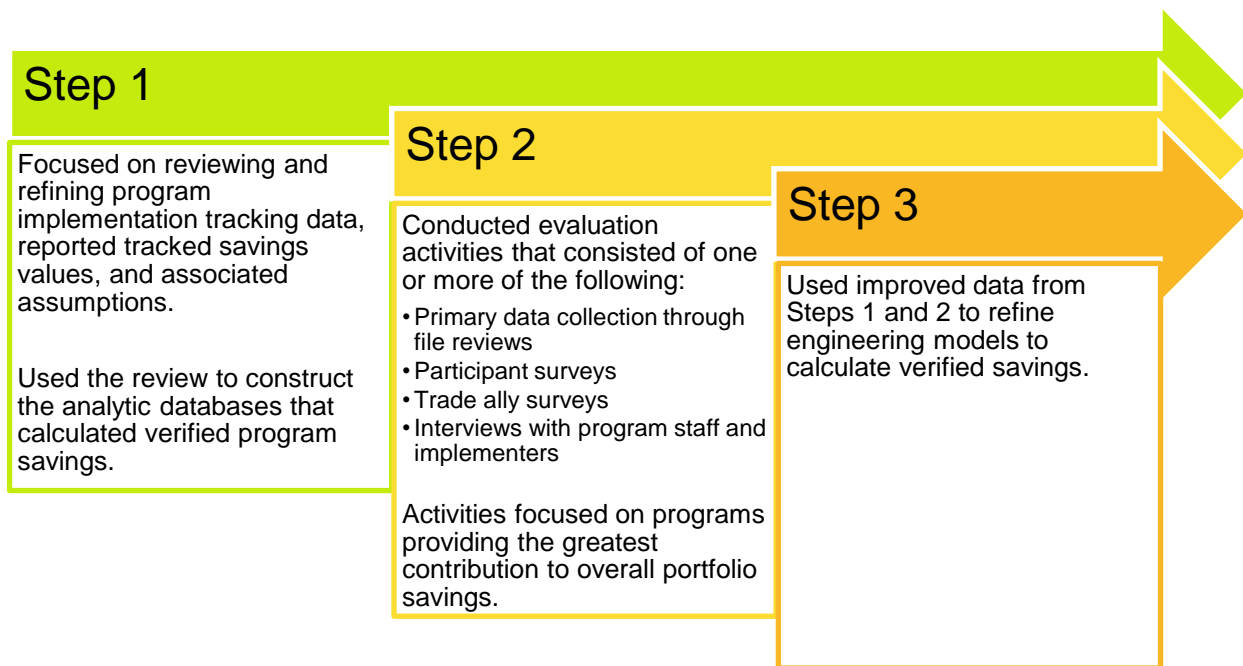 Step 1
Focused on reviewing and
refining program
implementation tracking data,
reported tracked savings
values, and associated
assumptions.
Used the review to construct
the analytic databases that
calculated verified program
savings.
Step 2
Conducted evaluation
activities that consisted of one
or more of the following:
• Primary data collection through
file reviews
• Participant surveys
• Trade ally surveys
• Interviews with program staff and
implementers
Activities focused on programs
providing the greatest
contribution to overall portfolio
savings.
Step 3
Used improved data from
Steps 1 and 2 to refine
engineering models to
calculate verified savings.